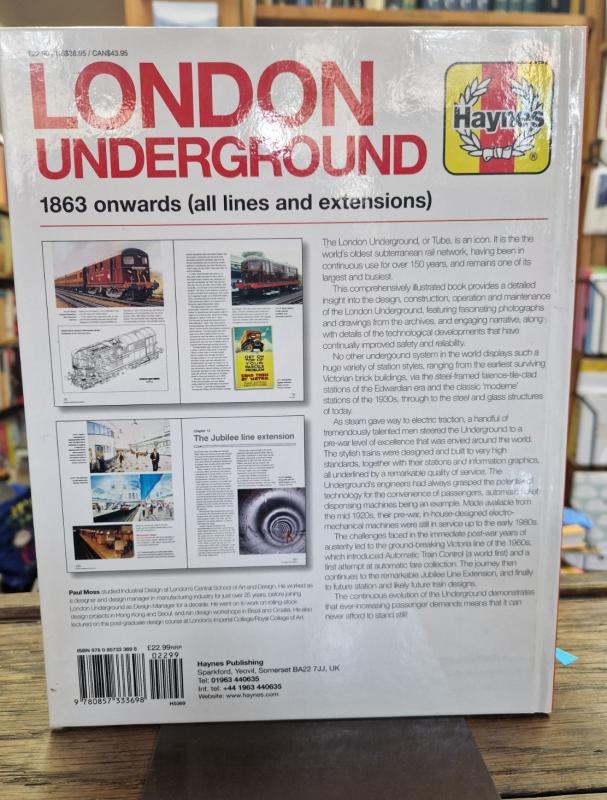 £22.99 / US$38.95 / CAN$43.95
LONDON
UNDERGROUND
Haynes
®
1863 onwards (all lines and extensions)
GET ON
SEND THEM
BY METRO
Chapter 12
The Jubilee line extension
The London Underground, or Tube, is an icon. It is the the
world's oldest subterranean rail network, having been in
continuous use for over 150 years, and remains one of its
largest and busiest.
This comprehensively illustrated book provides a detailed
insight into the design, construction, operation and maintenance
of the London Underground, featuring fascinating photographs
and drawings from the archives, and engaging narrative, along
with details of the technological developments that have
continually improved safety and reliability.
No other underground system in the world displays such a
huge variety of station styles, ranging from the earliest surviving
Victorian brick buildings, via the steel-framed faience-tile-clad
stations of the Edwardian era and the classic 'moderne'
stations of the 1930s, through to the steel and glass structures
of today.
As steam gave way to electric traction, a handful of
tremendously talented men steered the Underground to a
pre-war level of excellence that was envied around the world.
The stylish trains were designed and built to very high
standards, together with their stations and information graphics,
all underlined by a remarkable quality of service. The
Underground's engineers had always grasped the potential of
technology for the convenience of passengers, automatic ticket
dispensing machines being an example. Made available from
the mid 1920s, their pre-war, in-house-designed electro-
mechanical machines were still in service up to the early 1980s.
The challenges faced in the immediate post-war years of
austerity led to the ground-breaking Victoria line of the 1960s,
which introduced Automatic Train Control (a world first) and a
first attempt at automatic fare collection. The journey then
continues to the remarkable Jubilee Line Extension, and finally
to future station and likely future train designs.
The continuous evolution of the Underground demonstrates
that ever-increasing passenger demands means that it can
never afford to stand still!
Paul Moss studied Industrial Design at London's Central School of Art and Design. He worked as
a designer and design manager in manufacturing industry for just over 25 years, before joining
London Underground as Design Manager for a decade. He went on to work on rolling-stock
design projects in Hong Kong and Seoul, and ran design workshops in Brazil and Croatia. He also
lectured on the post-graduate design course at London's Imperial College/Royal College of Art.
ISBN 978 0 85733 369 8 £22.99 RRP
02299
9 780857 333698
H5369
Haynes Publishing
Sparkford, Yeovil, Somerset BA22 7JJ, UK
Tel: 01963 440635
Int. tel: +44 1963 440635
Website: www.haynes.com